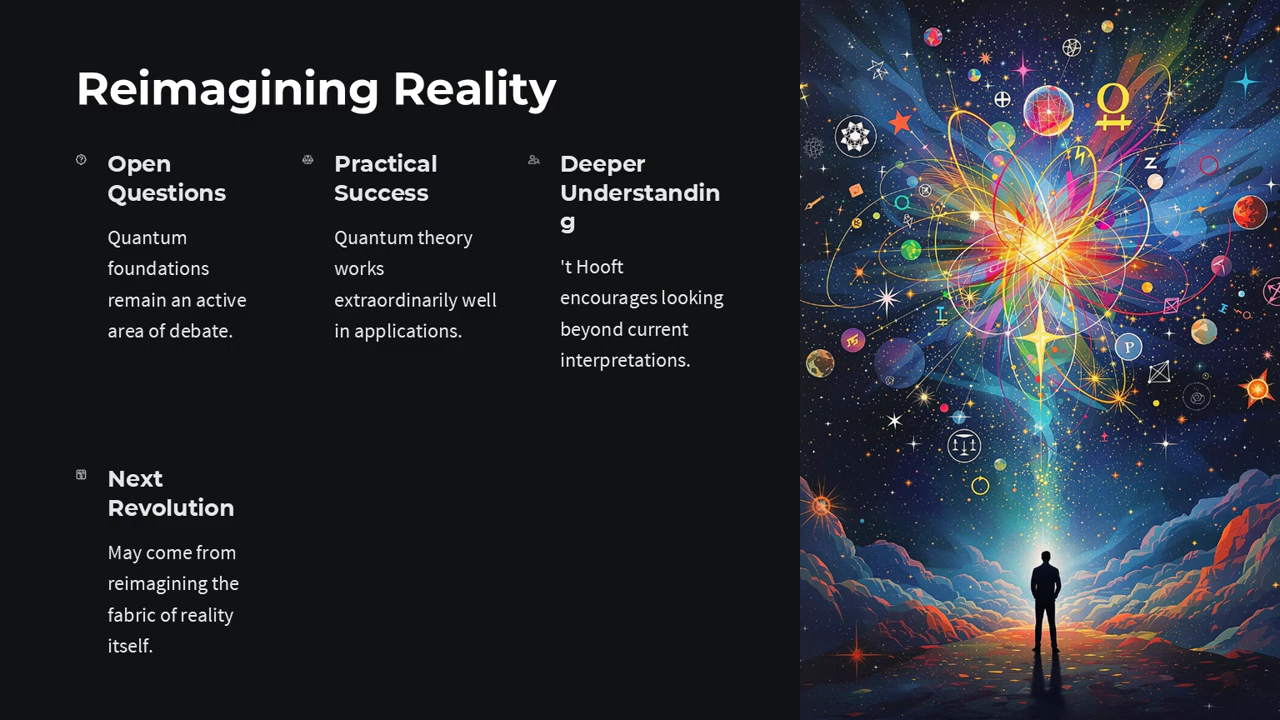 Reimagining Reality
Open
Questions
Quantum
foundations
remain an active
area of debate.
Practical
Success
Quantum theory
works
extraordinarily well
in applications.
Deeper
Understandin
g
't Hooft
encourages looking
beyond current
interpretations.
Next
Revolution
May come from
reimagining the
fabric of reality
itself.